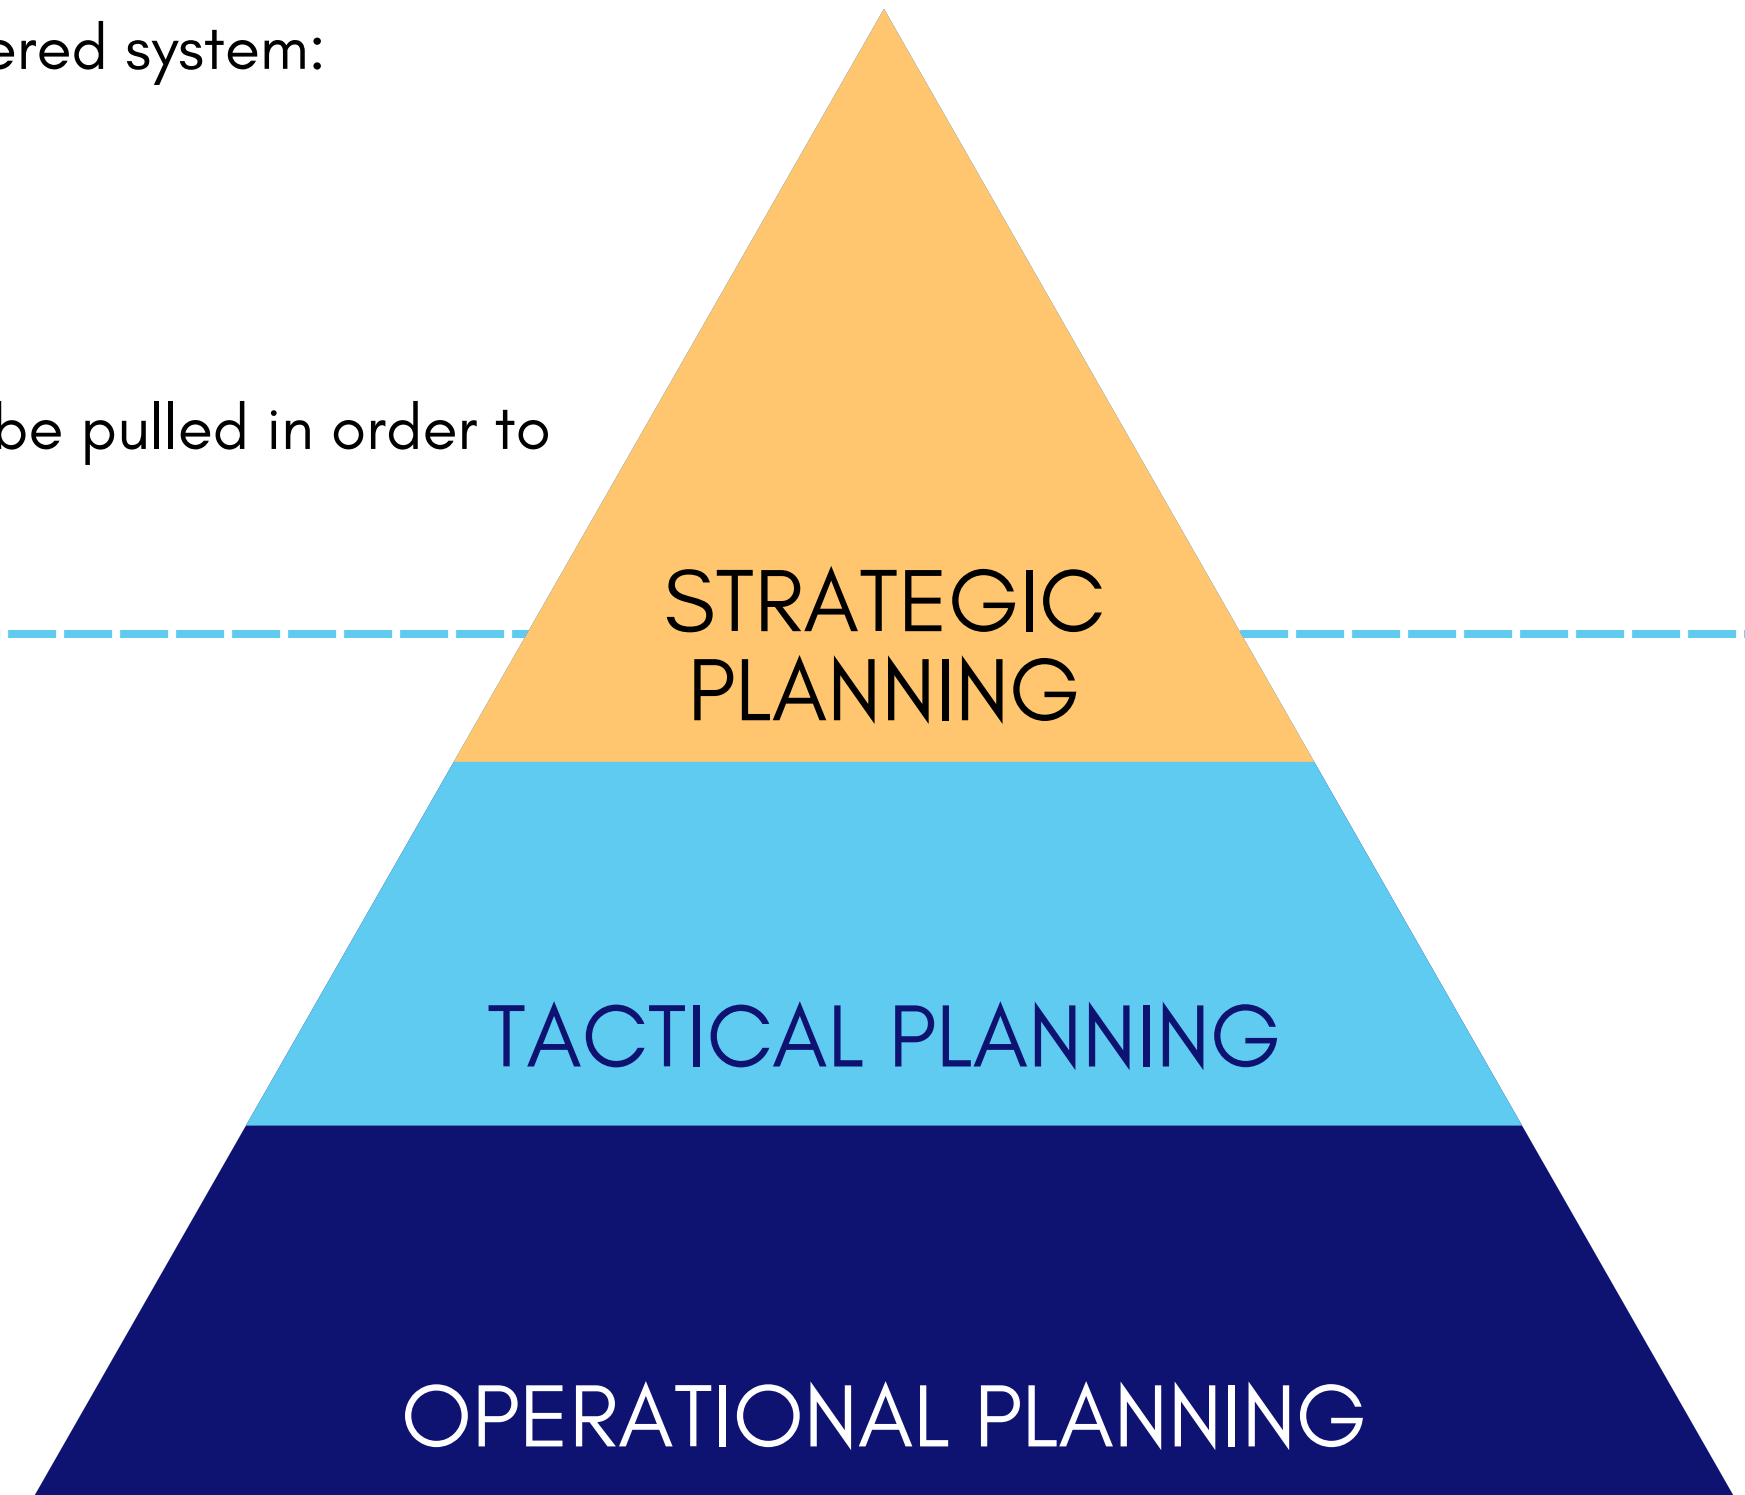 ered system:
be pulled in order to
STRATEGIC
PLANNING
TACTICAL PLANNING
OPERATIONAL PLANNING